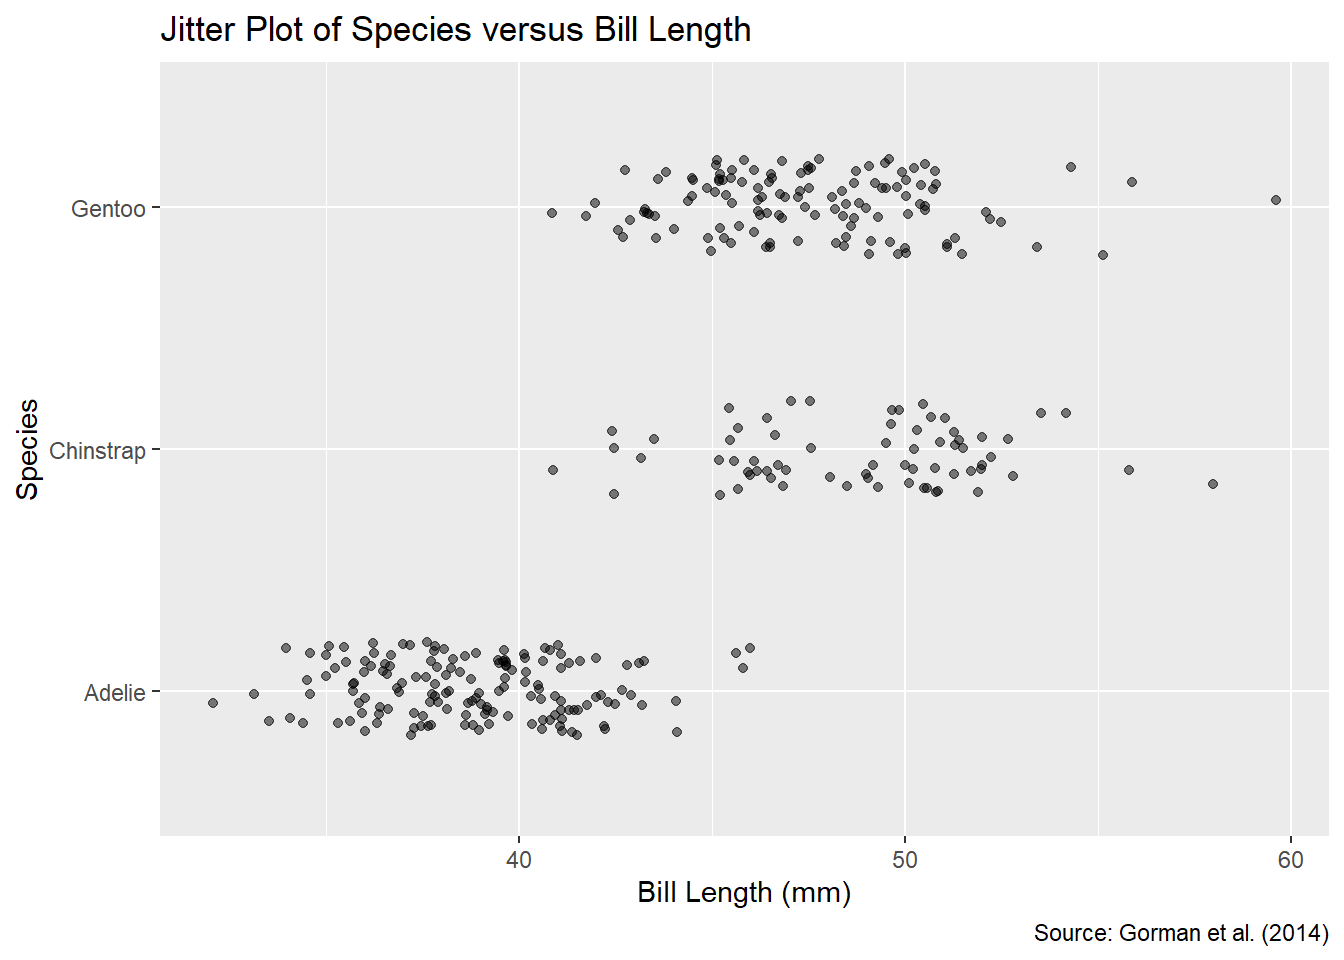 Jitter Plot of Species versus Bill Length
Gentoo
Chinstrap
Adelie
Species
40 50 60
Bill Length (mm)
Source: Gorman et al. (2014)